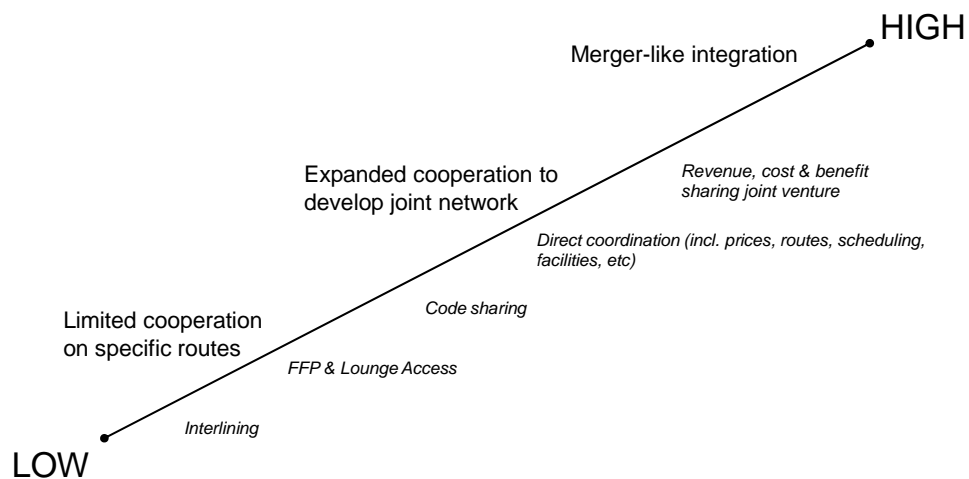 HIGH
Merger-like integration
Expanded cooperation to
develop joint network
Revenue, cost & benefit
sharing joint venture
Direct coordination (incl. prices, routes, scheduling,
facilities, etc)
Code sharing
Limited cooperation
on specific routes
FFP & Lounge Access
Interlining
LOW